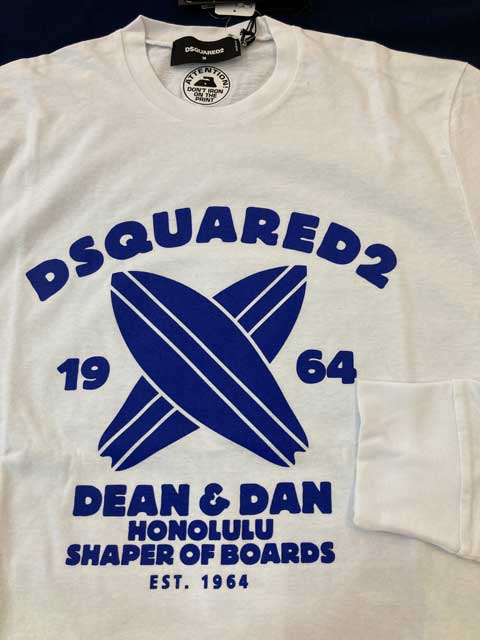 DSQUARED2
M
ATTENTION!
DON'T IRON
ON THE
PRINT
DSQUARED2
19 64
DEAN & DAN
HONOLULU
SHAPER OF BOARDS
EST. 1964